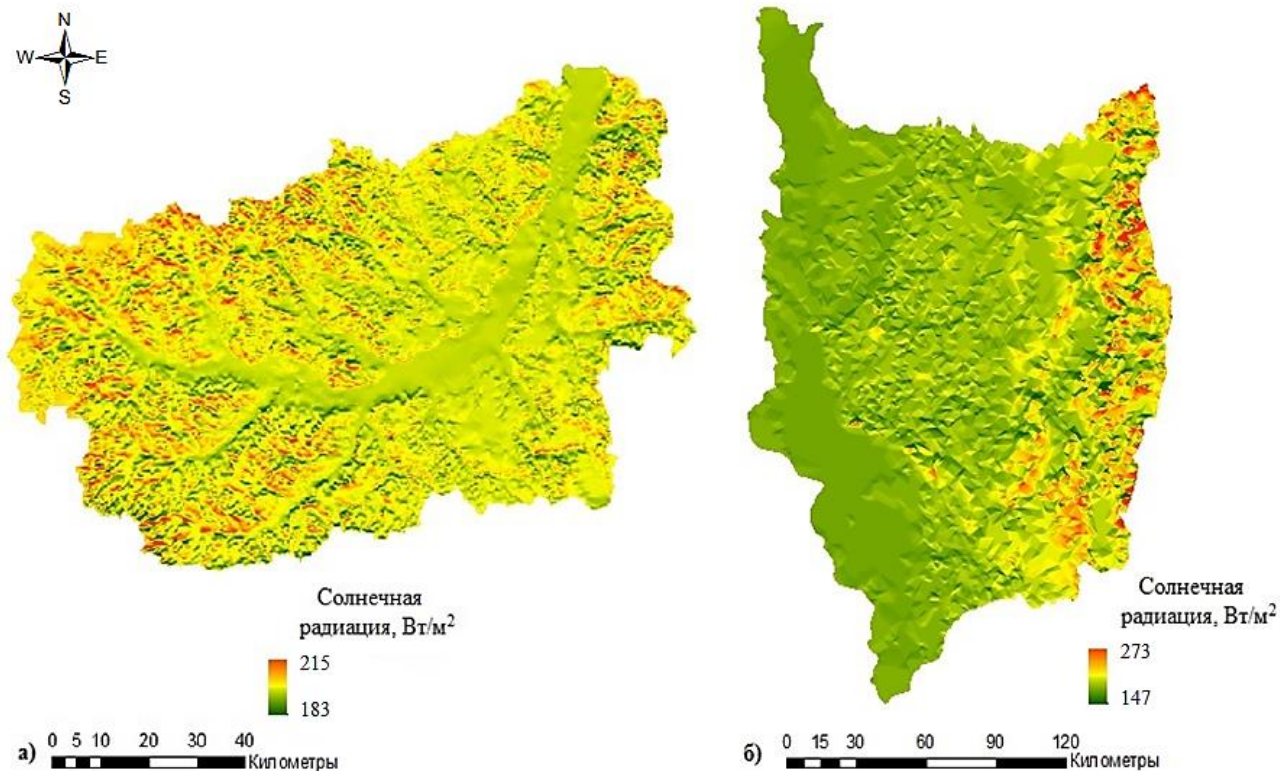 N
W E
S
Солнечная
радиация, Вт/м²
215
183
а) 0 5 10 20 30 40
Километры
Солнечная
радиация, Вт/м²
273
147
б) 0 15 30 60 90 120
Километры